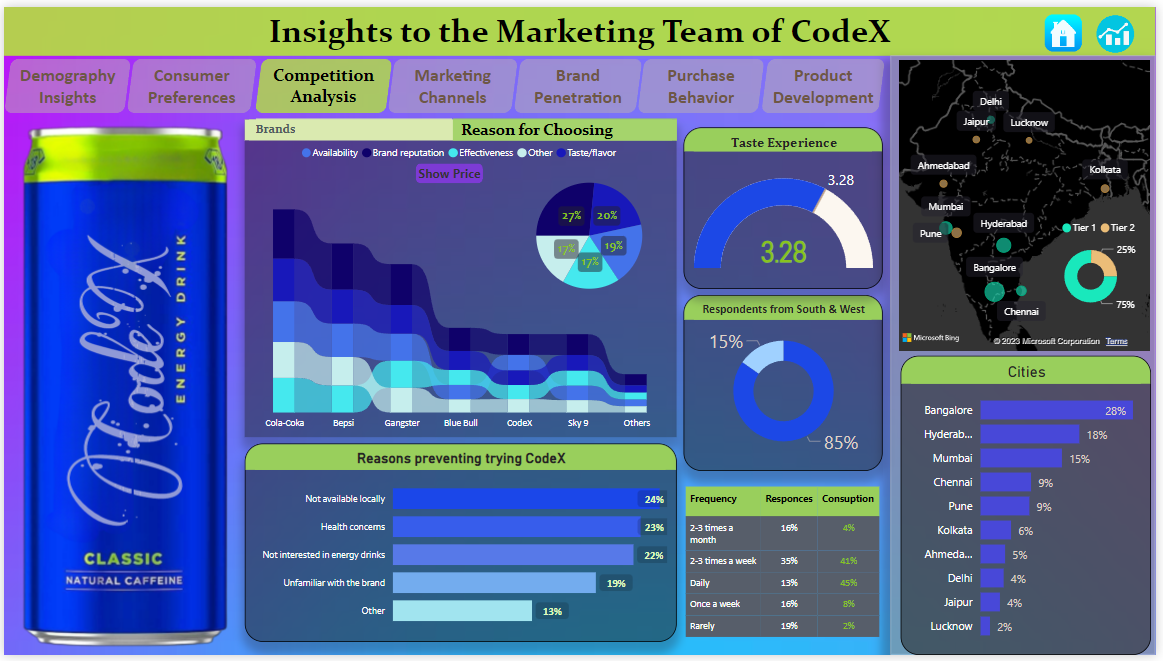 Insights to the Marketing Team of CodeX
Demography
Insights
Consumer
Preferences
Competition
Analysis
Marketing
Channels
Brand
Penetration
Purchase
Behavior
Product
Development
CodeX
ENERGY DRINK
CLASSIC
NATURAL CAFFEINE
Brands
Reason for Choosing
Availability Brand reputation Effectiveness Other Taste/flavor
Show Price
27%
20%
19%
17%
17%
Cola-Coka Bepsi Gangster Blue Bull CodeX Sky 9 Others
Reasons preventing trying CodeX
Not available locally 24%
Health concerns 23%
Not interested in energy drinks 22%
Unfamiliar with the brand 19%
Other 13%
Taste Experience
3.28
3.28
Respondents from South & West
15%
85%
Frequency Responces Consuption
2-3 times a
month 16% 4%
2-3 times a week 35% 41%
Daily 13% 45%
Once a week 16% 8%
Rarely 19% 2%
Delhi
Jaipur
Lucknow
Ahmedabad
Kolkata
Mumbai
Pune
Hyderabad
Bangalore
Chennai
Tier 1 Tier 2
25%
75%
Microsoft Bing
© 2023 Microsoft Corporation Terms
Cities
Bangalore 28%
Hyderab... 18%
Mumbai 15%
Chennai 9%
Pune 9%
Kolkata 6%
Ahmeda... 5%
Delhi 4%
Jaipur 4%
Lucknow 2%